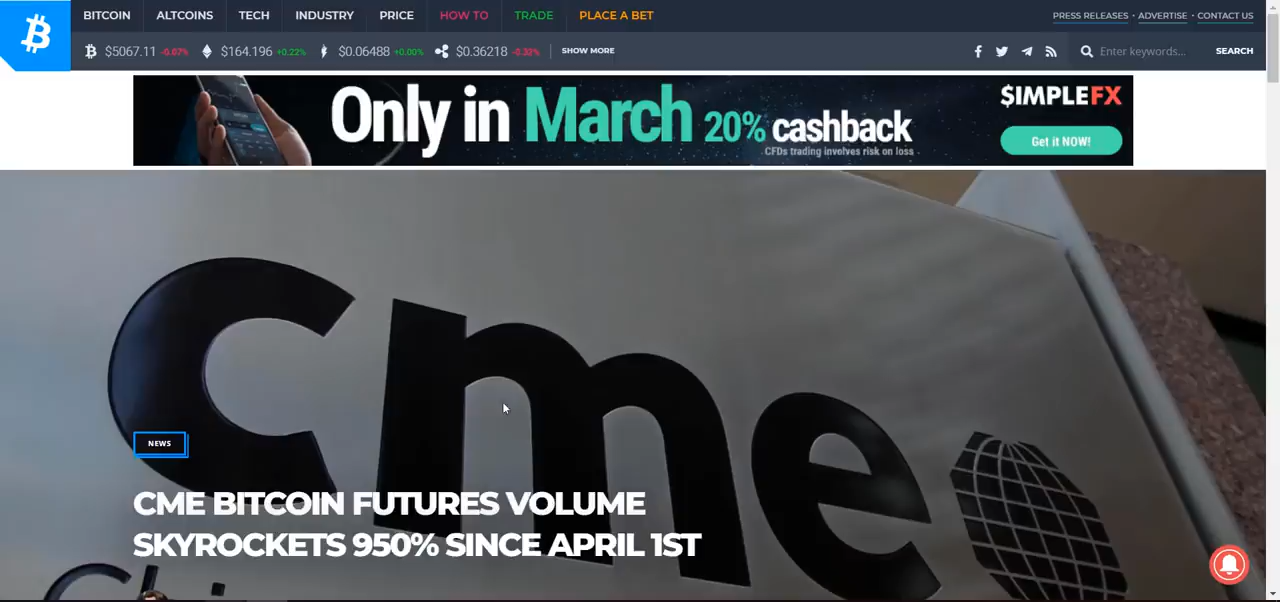 BITCOIN ALTCOINS TECH INDUSTRY PRICE HOW TO TRADE PLACE A BET PRESS RELEASES · ADVERTISE · CONTACT US
$5067.11 -0.07% $164.196 +0.22% $0.06488 +0.00% $0.36218 -0.33% SHOW MORE Enter keywords... SEARCH
Only in March 20% cashback
CFDs trading involves risk on loss
$IMPLEFX
Get it NOW!
cme
NEWS
CME BITCOIN FUTURES VOLUME
SKYROCKETS 950% SINCE APRIL 1ST